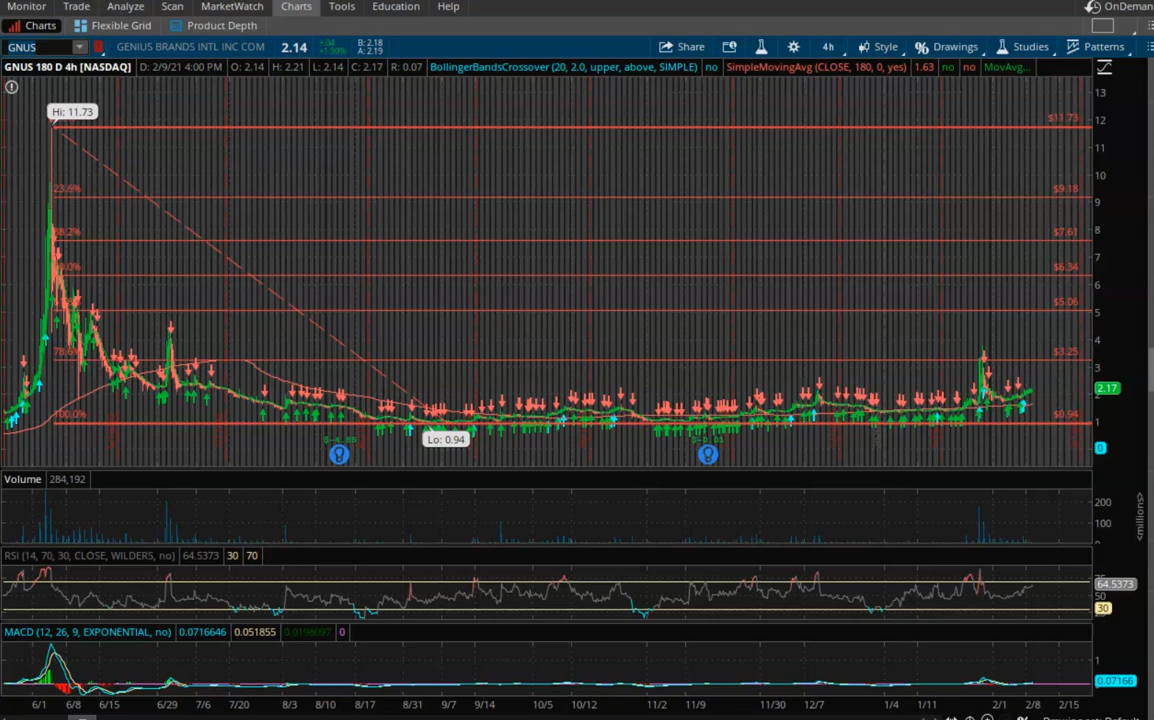 Monitor Trade Analyze Scan MarketWatch Charts Tools Education Help OnDeman
Charts Flexible Grid Product Depth
GNUS GENIUS BRANDS INTL INC COM 2.14 B: 2.18 A: 2.19 Share 4h Style Drawings Studies Patterns
GNUS 180 D 4h [NASDAQ] D: 2/9/21 4:00 PM O: 2.14 H: 2.21 L: 2.14 C: 2.17 R: 0.07 BollingerBandsCrossover (20, 2.0, upper, above, SIMPLE) no SimpleMovingAvg (CLOSE, 180, 0, yes) 1.63 no no MovAvg...
13
Hi: 11.73 $11.73 12
11
10
23.6% $9.18
9
38.2% $7.61 8
7
$6.34
6
$5.06 5
4
78.6% $3.25
3
2.17
100.0% $0.94
1
Lo: 0.94
0
Volume 284,192
200
100
<millions>
RSI (14, 70, 30, CLOSE, WILDERS, no) 64.5373 30 70
64.5373
50
30
MACD (12, 26, 9, EXPONENTIAL, no) 0.0716646 0.051855 0.0198097 0
1
0.07166
6/1 6/8 6/15 6/29 7/6 7/20 8/3 8/17 8/31 9/7 9/14 10/5 10/12 11/2 11/9 11/30 12/7 1/4 1/11 2/1 2/8 2/15